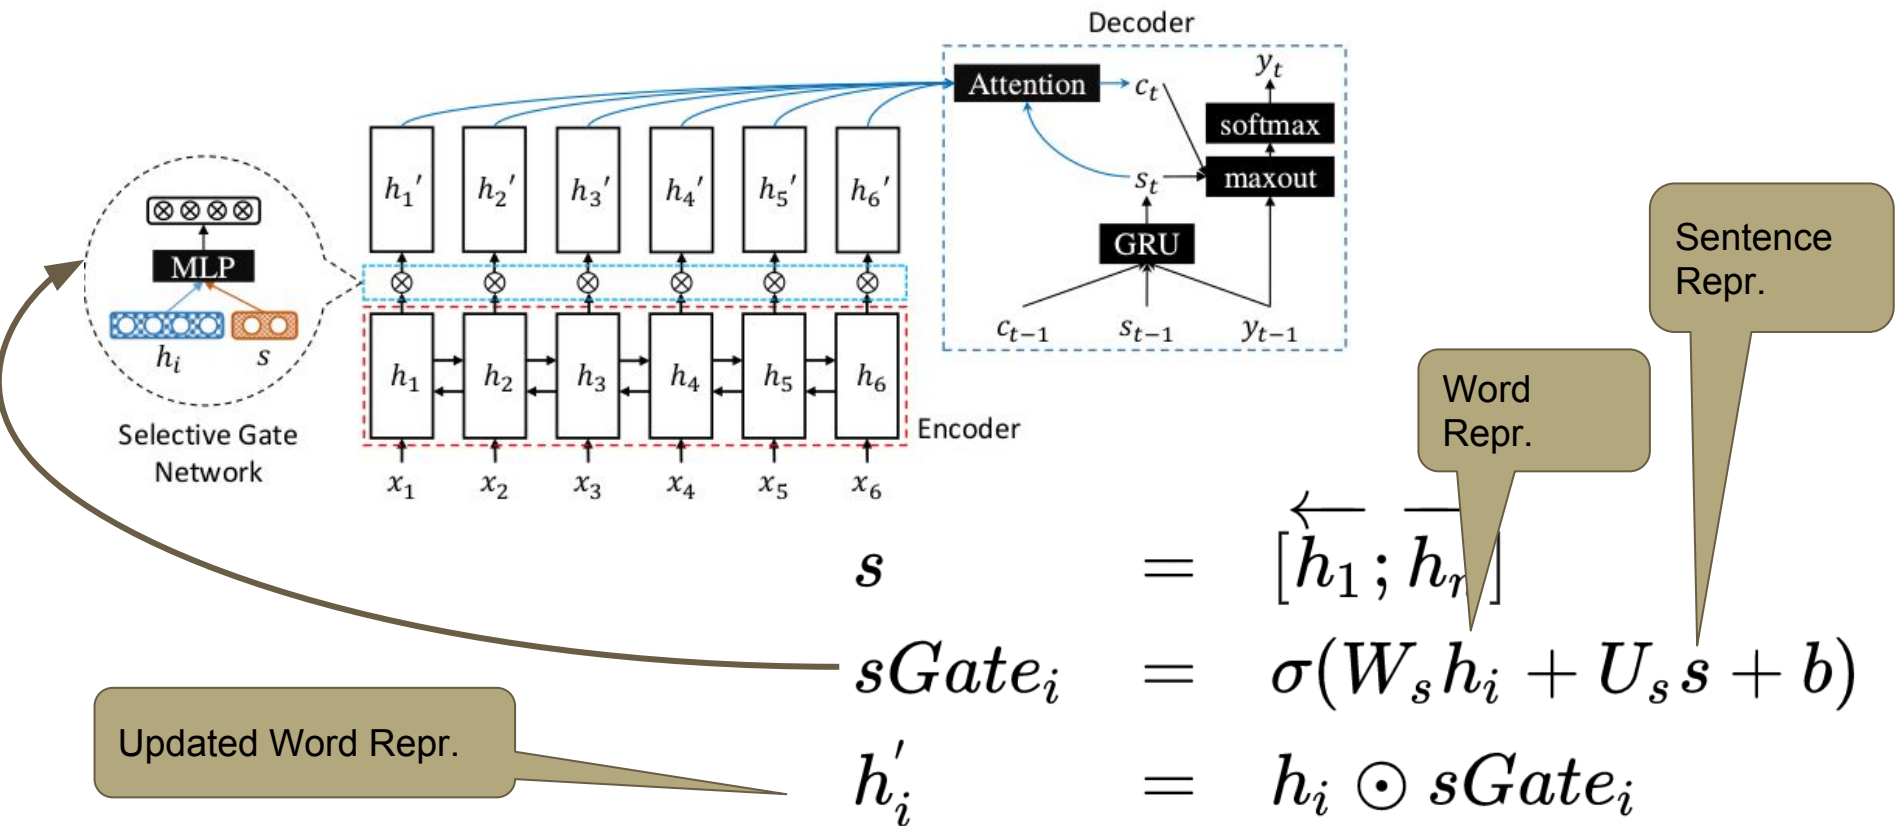 Decoder
Attention
c_t
y_t
softmax
maxout
s_t
GRU
c_{t−1} s_{t−1} y_{t−1}
h_1′ h_2′ h_3′ h_4′ h_5′ h_6′
⊗ ⊗ ⊗ ⊗
MLP
h_i s
Selective Gate
Network
⊗ ⊗ ⊗ ⊗ ⊗ ⊗
h_1 h_2 h_3 h_4 h_5 h_6
Encoder
x_1 x_2 x_3 x_4 x_5 x_6
Sentence
Repr.
Word
Repr.
s = [\overleftarrow{h_1}; h ]
sGate_i = σ(W_s h_i + U_s s + b)
Updated Word Repr.
h_i′ = h_i ⊙ sGate_i